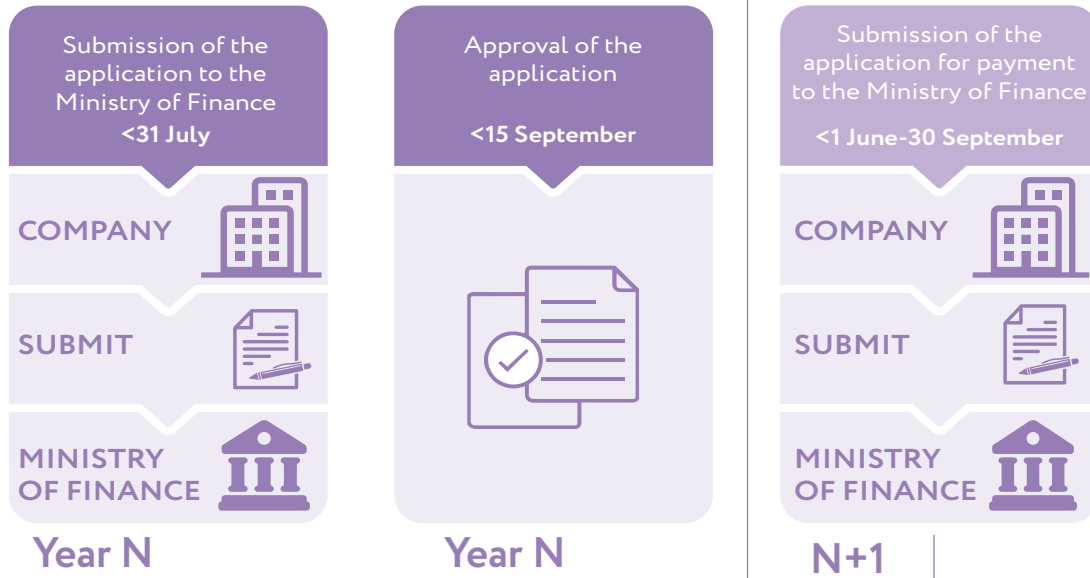 Submission of the
application to the
Ministry of Finance
<31 July
COMPANY
SUBMIT
MINISTRY
OF FINANCE
Year N
Approval of the
application
<15 September
Year N
Submission of the
application for payment
to the Ministry of Finance
<1 June-30 September
COMPANY
SUBMIT
MINISTRY
OF FINANCE
N+1